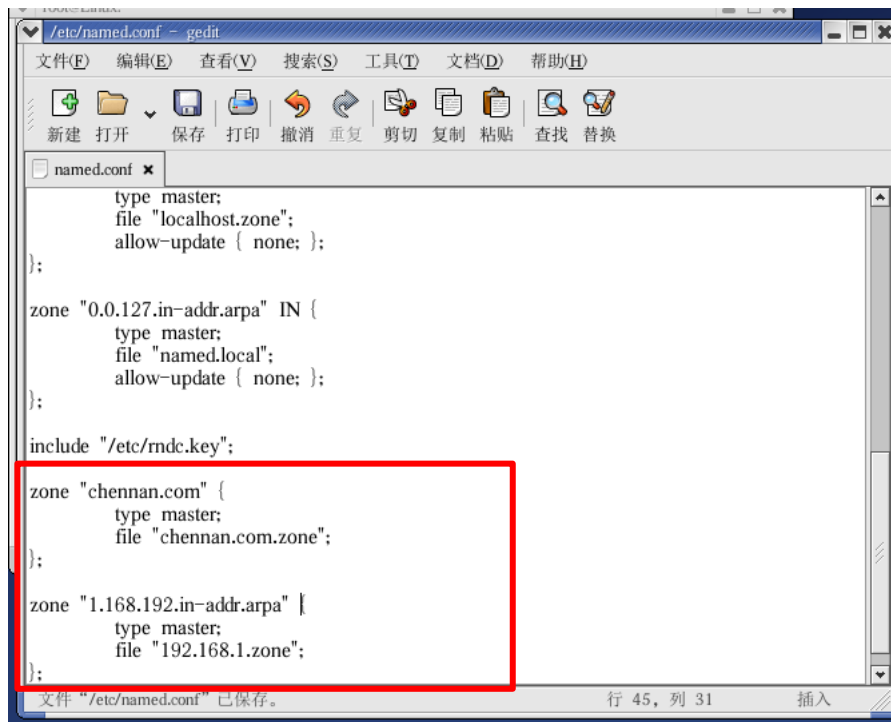 root@Linux:
/etc/named.conf - gedit
文件(F) 编辑(E) 查看(V) 搜索(S) 工具(T) 文档(D) 帮助(H)
新建 打开 保存 打印 撤消 重复 剪切 复制 粘贴 查找 替换
named.conf
type master;
file "localhost.zone";
allow-update { none; };
};
zone "0.0.127.in-addr.arpa" IN {
type master;
file "named.local";
allow-update { none; };
};
include "/etc/rndc.key";
zone "chennan.com" {
type master;
file "chennan.com.zone";
};
zone "1.168.192.in-addr.arpa" {
type master;
file "192.168.1.zone";
};
文件 “/etc/named.conf” 已保存。 行 45, 列 31 插入